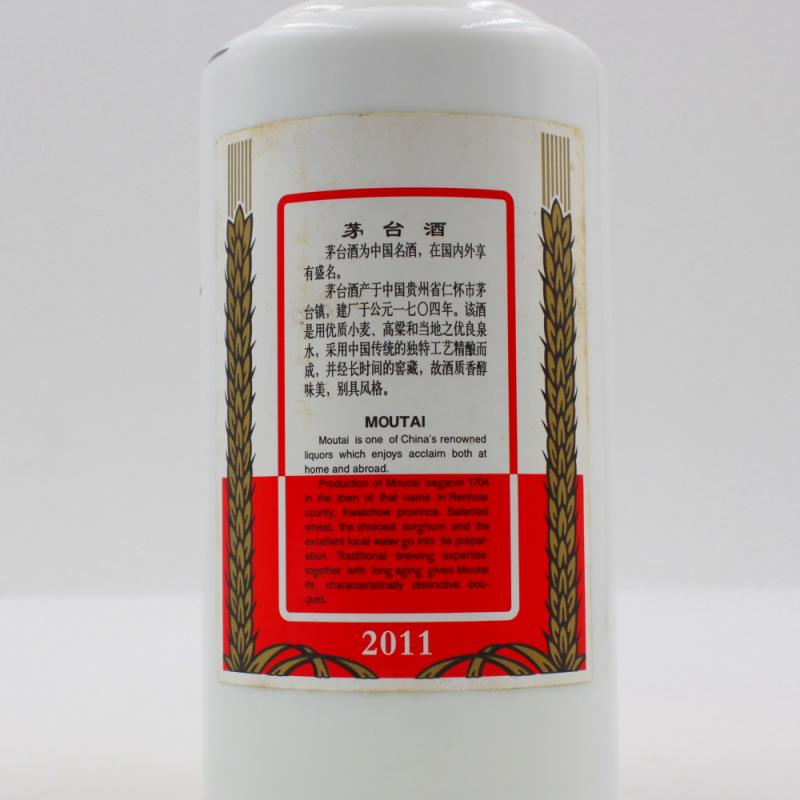 茅台酒
茅台酒为中国名酒，在国内外享
有盛名。
茅台酒产于中国贵州省仁怀市茅
台镇，建厂于公元一七〇四年。该酒
是用优质小麦、高粱和当地之优良泉
水，采用中国传统的独特工艺精酿而
成，并经长时间的窖藏，故酒质香醇
味美，别具风格。
MOUTAI
Moutai is one of China's renowned
liquors which enjoys acclaim both at
home and abroad.
Production of Moutai beganin 1704
in the town of that name in Renhuai
county, Kweichow province. Selected
wheat, the choicest sorghum and the
excellent local water go into its prepar-
ation. Traditional brewing expertise
together with long aging gives Moutai
its characteristically distinctive bou-
quet.
2011